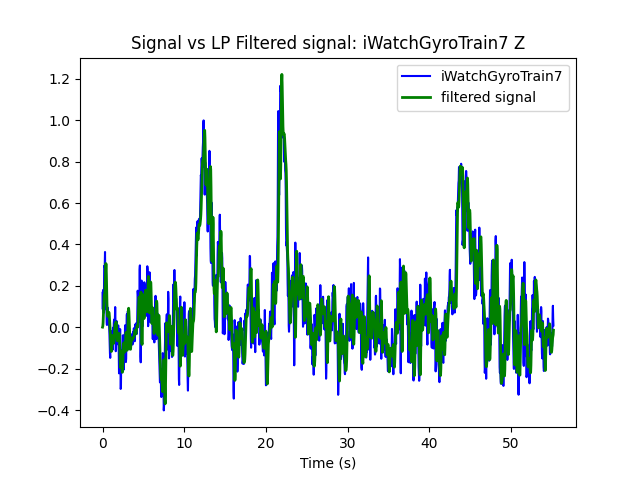 Signal vs LP Filtered signal: iWatchGyroTrain7 Z
iWatchGyroTrain7
filtered signal
1.2
1.0
0.8
0.6
0.4
0.2
0.0
−0.2
−0.4
0 10 20 30 40 50
Time (s)